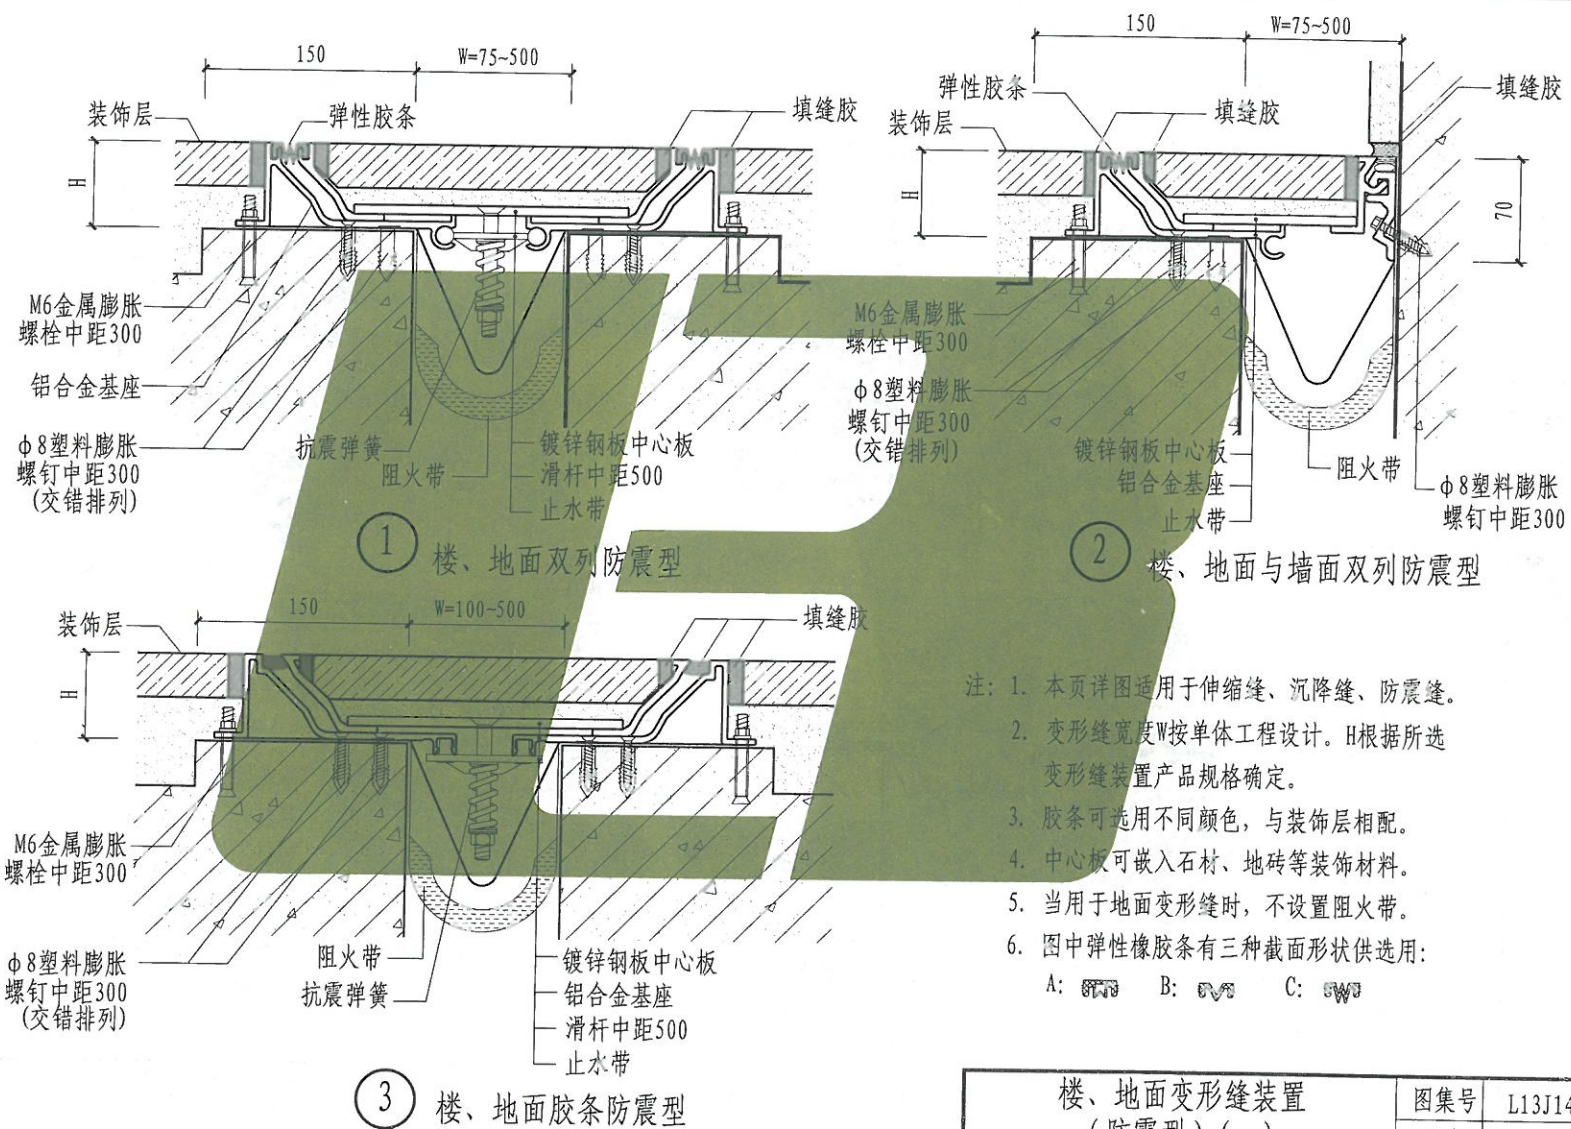 150
W=75~500
装饰层
弹性胶条
填缝胶
H
M6金属膨胀
螺栓中距300
铝合金基座
φ8塑料膨胀
螺钉中距300
(交错排列)
抗震弹簧
阻火带
镀锌钢板中心板
滑杆中距500
止水带
1
楼、地面双列防震型
150
W=75~500
弹性胶条
装饰层
填缝胶
填缝胶
H
70
M6金属膨胀
螺栓中距300
φ8塑料膨胀
螺钉中距300
(交错排列)
镀锌钢板中心板
铝合金基座
止水带
阻火带
φ8塑料膨胀
螺钉中距300
2
楼、地面与墙面双列防震型
150
W=100~500
装饰层
填缝胶
H
M6金属膨胀
螺栓中距300
φ8塑料膨胀
螺钉中距300
(交错排列)
阻火带
抗震弹簧
镀锌钢板中心板
铝合金基座
滑杆中距500
止水带
3
楼、地面胶条防震型
注: 1. 本页详图适用于伸缩缝、沉降缝、防震缝。
2. 变形缝宽度W按单体工程设计。H根据所选
变形缝装置产品规格确定。
3. 胶条可选用不同颜色，与装饰层相配。
4. 中心板可嵌入石材、地砖等装饰材料。
5. 当用于地面变形缝时，不设置阻火带。
6. 图中弹性橡胶条有三种截面形状供选用:
A: B: C:
楼、地面变形缝装置
图集号 L13J14